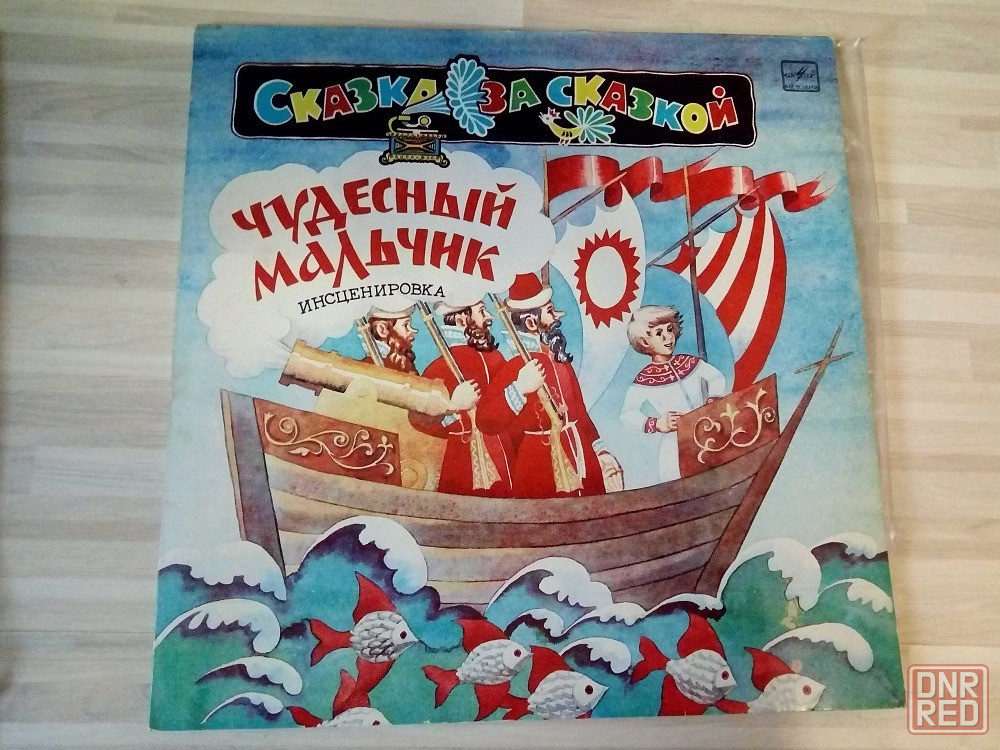 СКАЗКА ЗА СКАЗКОЙ
МЕЛОДИЯ
ЧУДЕСНЫЙ
МАЛЬЧИК
ИНСЦЕНИРОВКА
DNR
RED